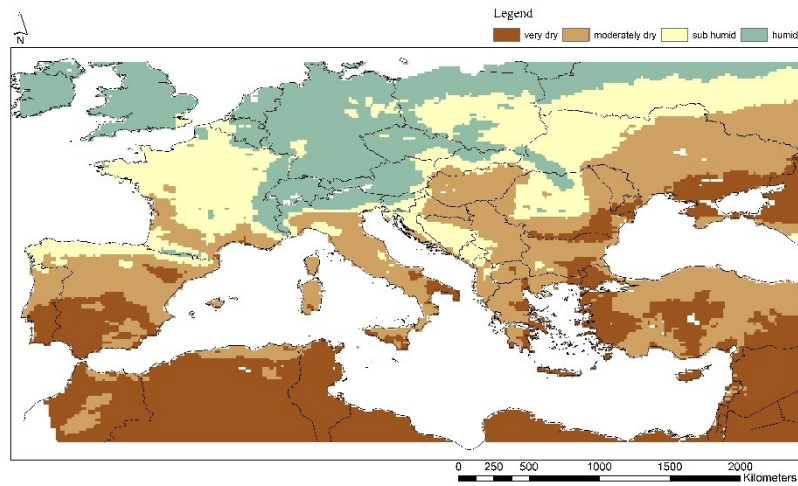 Legend
N
very dry moderately dry sub humid humid
0 250 500 1000 1500 2000
Kilometers